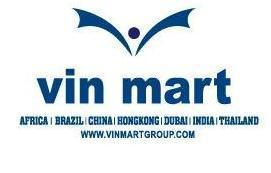 vin mart
AFRICA | BRAZIL | CHINA | HONGKONG | DUBAI | INDIA | THAILAND
WWW.VINMARTGROUP.COM